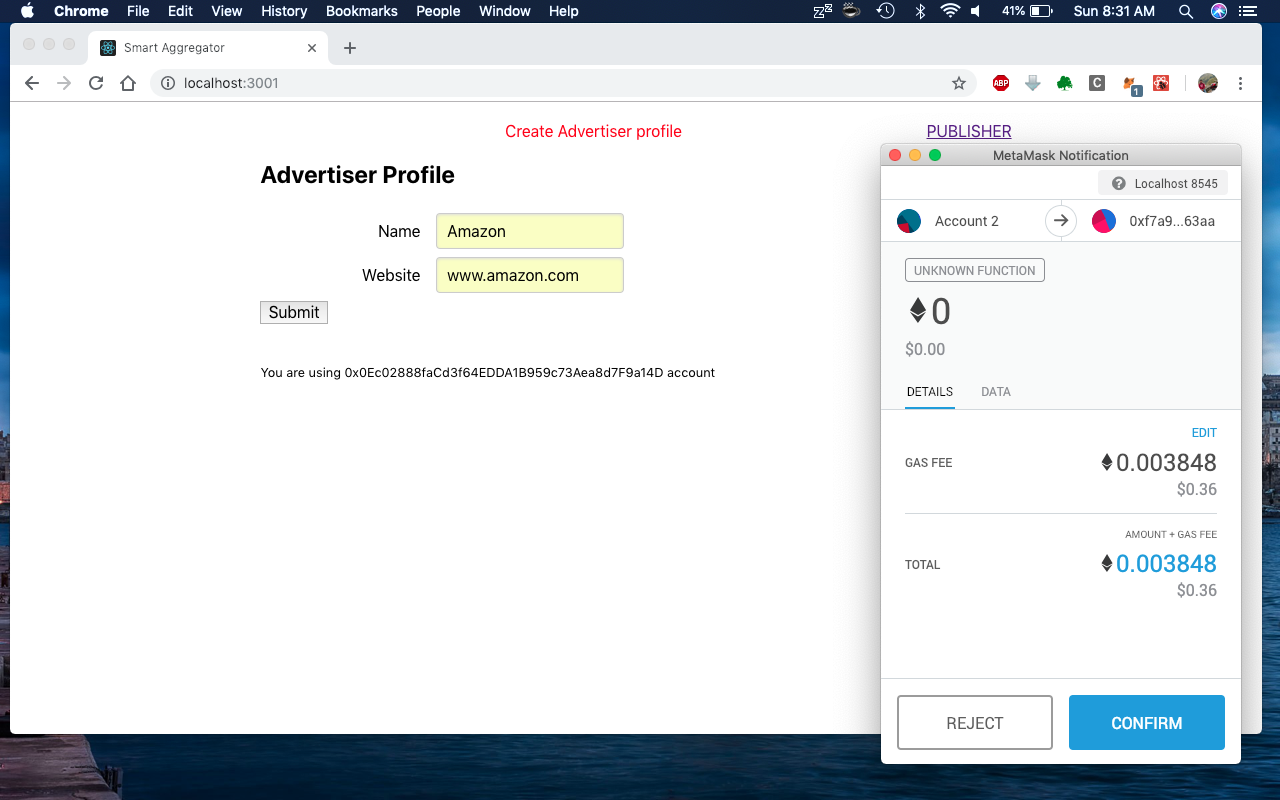 Chrome File Edit View History Bookmarks People Window Help 41% Sun 8:31 AM
Smart Aggregator
localhost:3001
ABP C 1
Create Advertiser profile PUBLISHER
Advertiser Profile
Name Amazon
Website www.amazon.com
Submit
You are using 0x0Ec02888faCd3f64EDDA1B959c73Aea8d7F9a14D account
MetaMask Notification
? Localhost 8545
Account 2 0xf7a9...63aa
UNKNOWN FUNCTION
0
$0.00
DETAILS DATA
EDIT
GAS FEE 0.003848
$0.36
AMOUNT + GAS FEE
TOTAL 0.003848
$0.36
REJECT CONFIRM